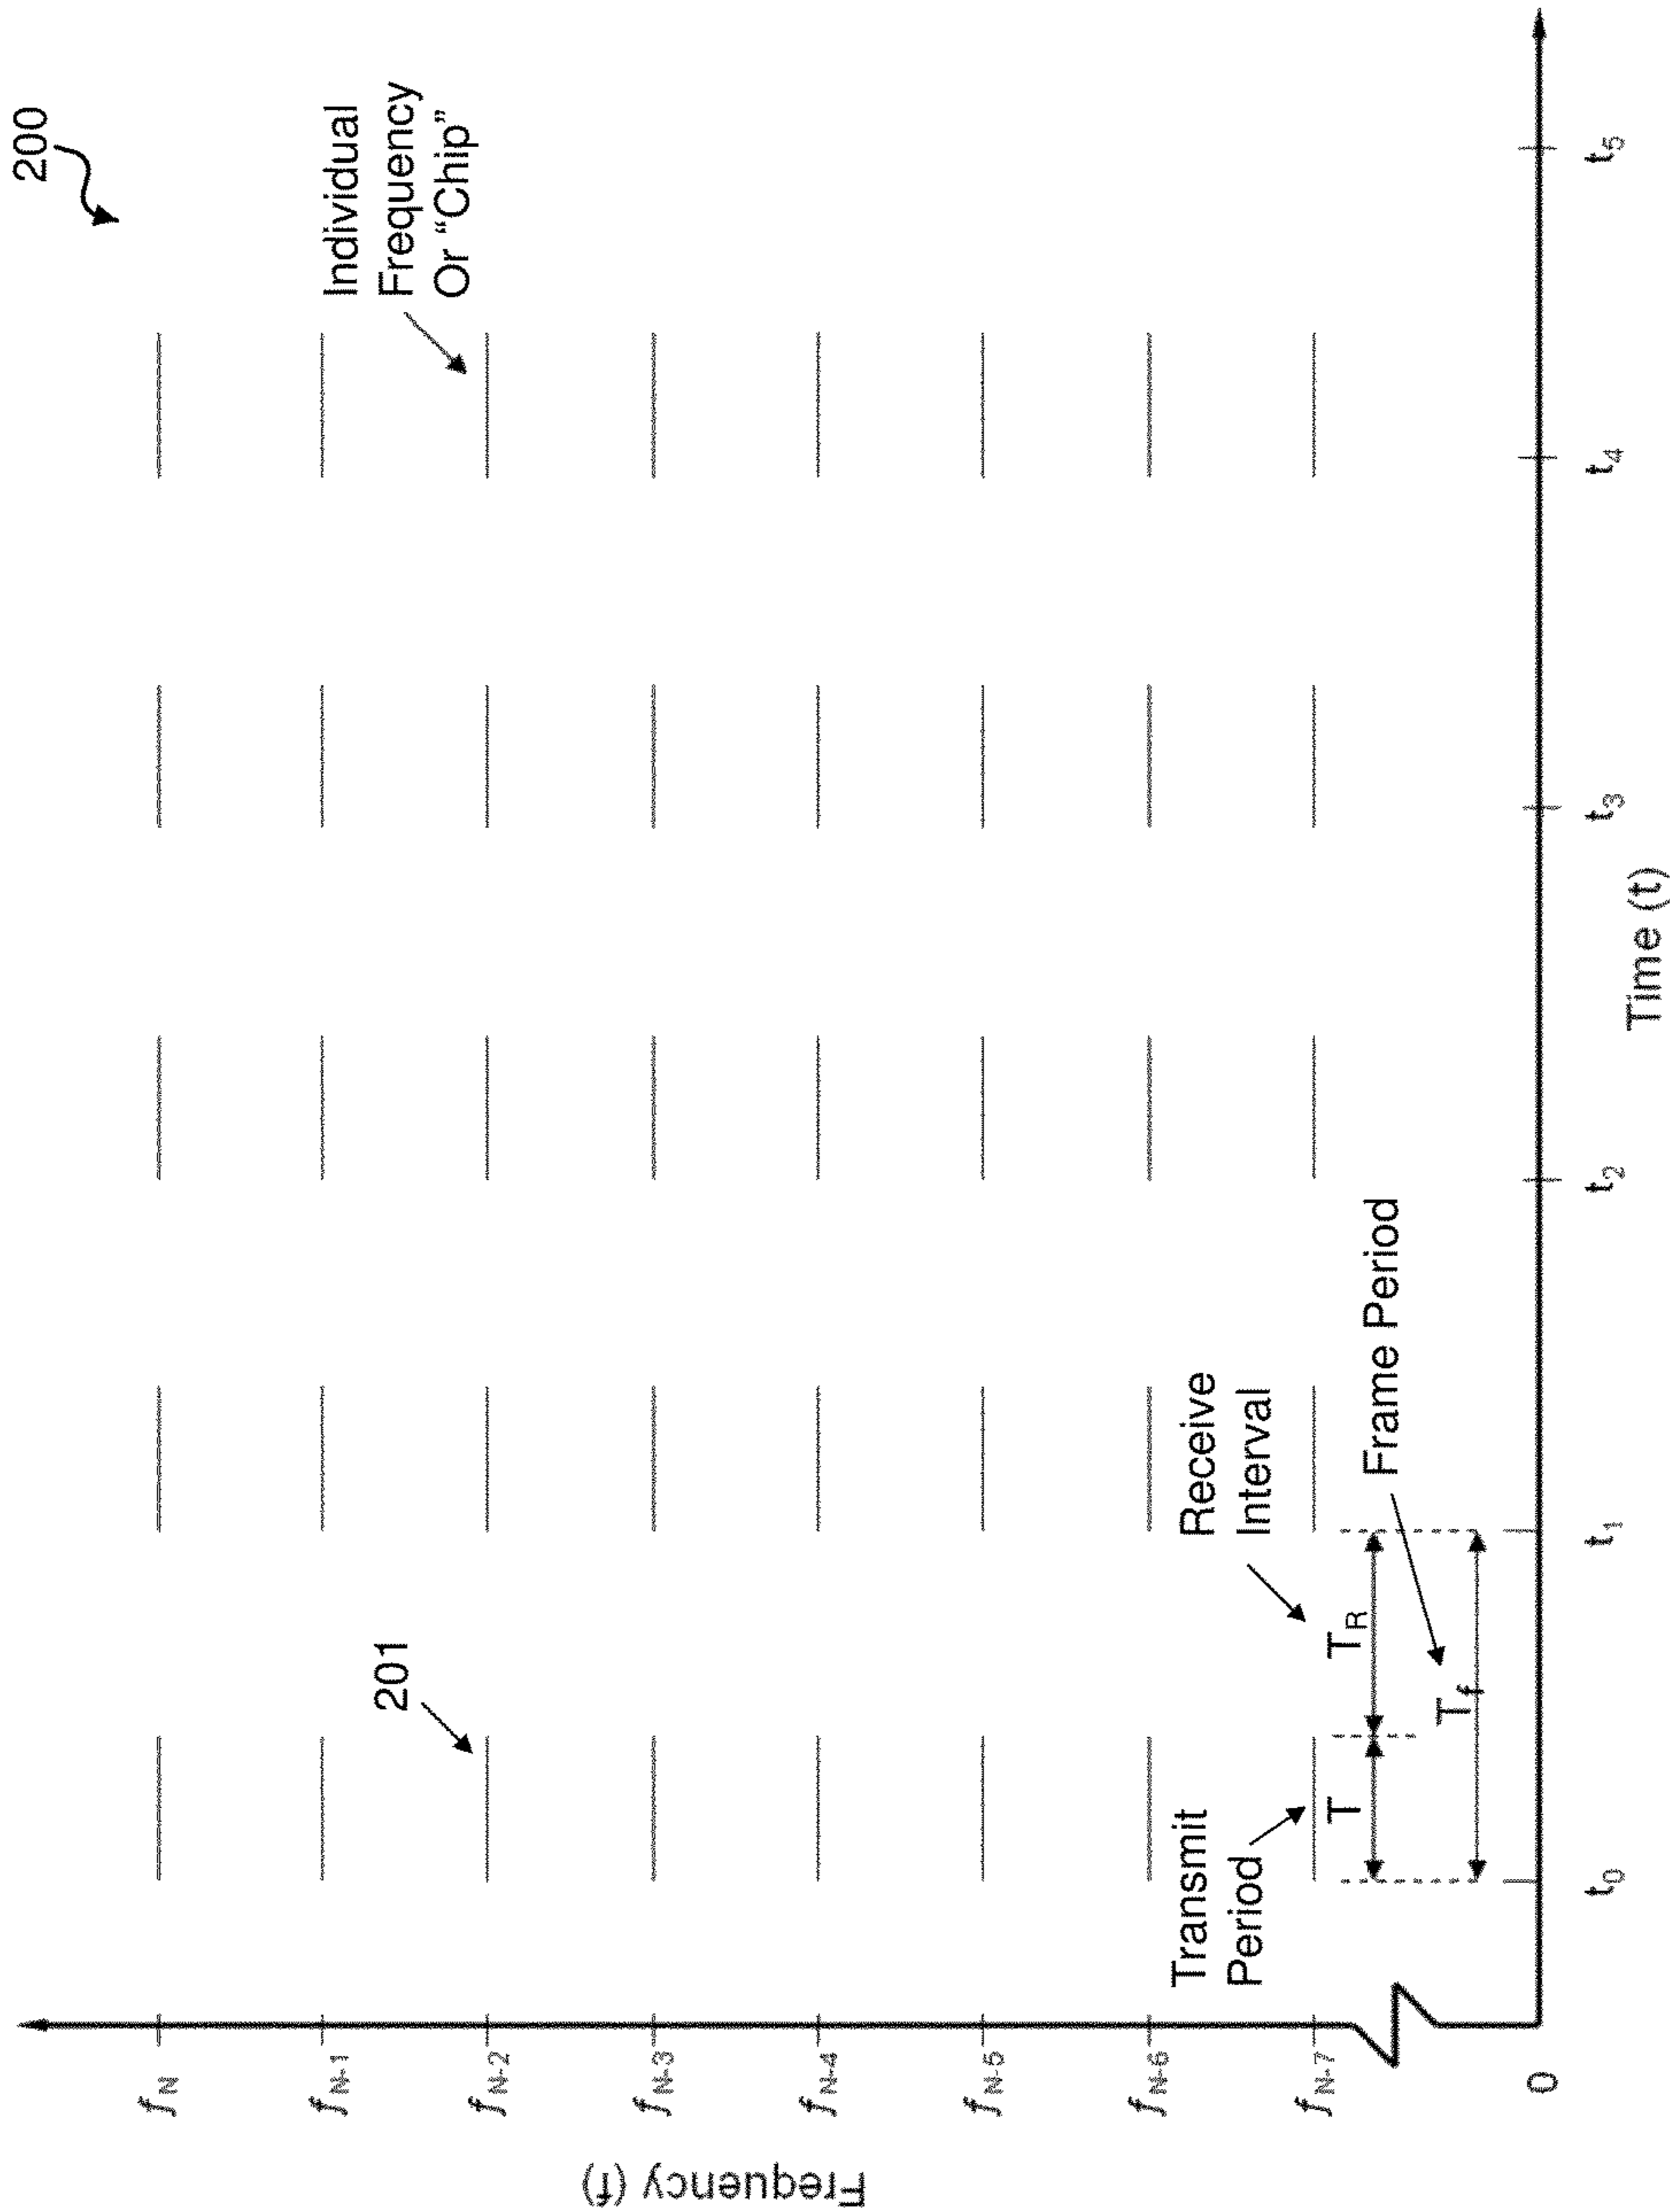 200
Individual
Frequency
Or “Chip”
201
Frequency (f)
f_N
f_N-1
f_N-2
f_N-3
f_N-4
f_N-5
f_N-6
f_N-7
0
Transmit
Period
Receive
Interval
T
T_R
T_f
Frame Period
t_0
t_1
t_2
t_3
t_4
t_5
Time (t)